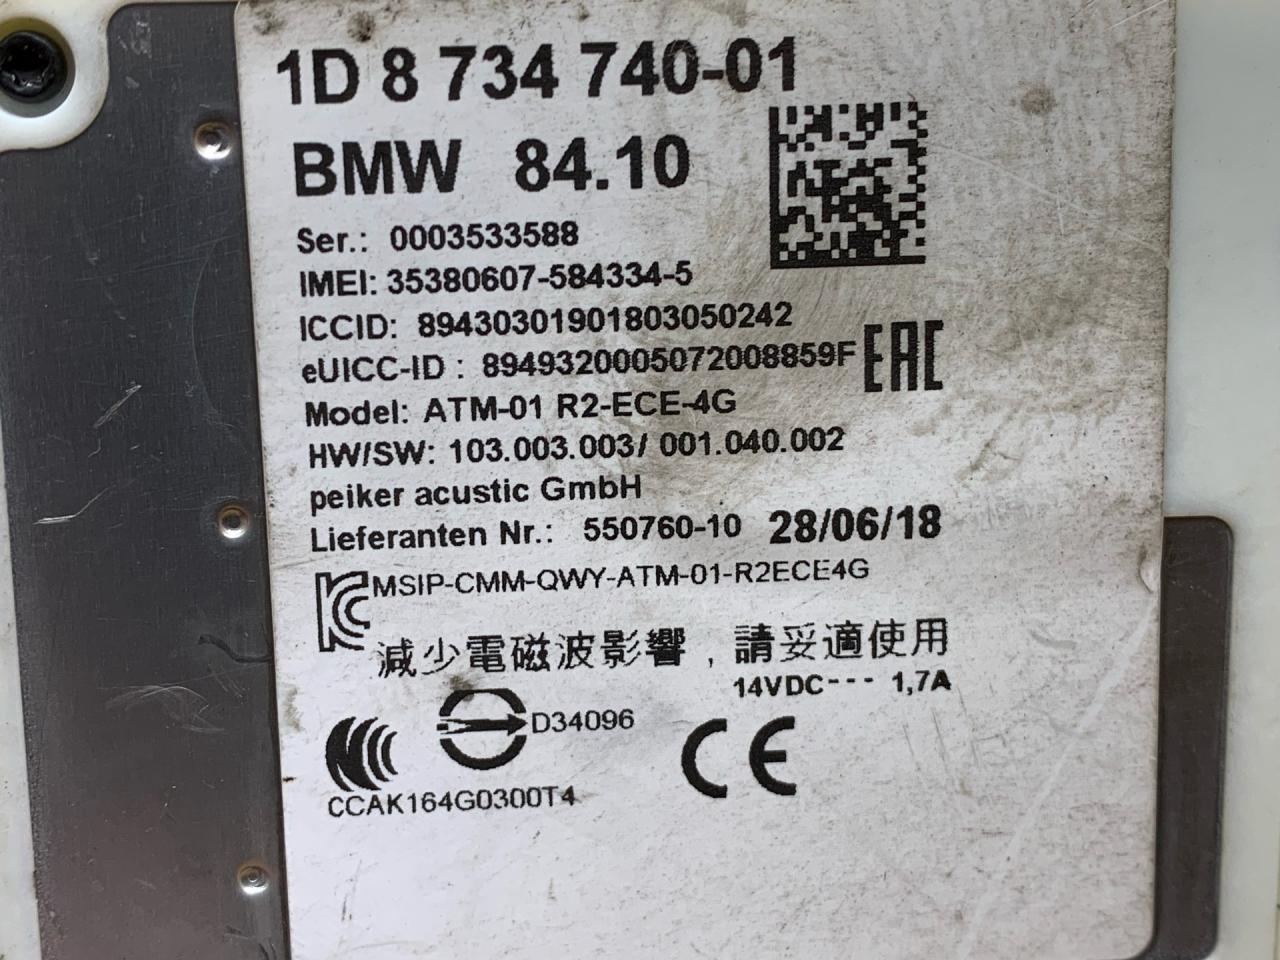 1D 8 734 740-01
BMW 84.10
Ser.: 0003533588
IMEI: 35380607-584334-5
ICCID: 89430301901803050242
eUICC-ID : 8949320005072008859F
EAC
Model: ATM-01 R2-ECE-4G
HW/SW: 103.003.003/ 001.040.002
peiker acustic GmbH
Lieferanten Nr.: 550760-10 28/06/18
MSIP-CMM-QWY-ATM-01-R2ECE4G
減少電磁波影響，請妥適使用
14VDC--- 1,7A
D34096
CE
CCAK164G0300T4